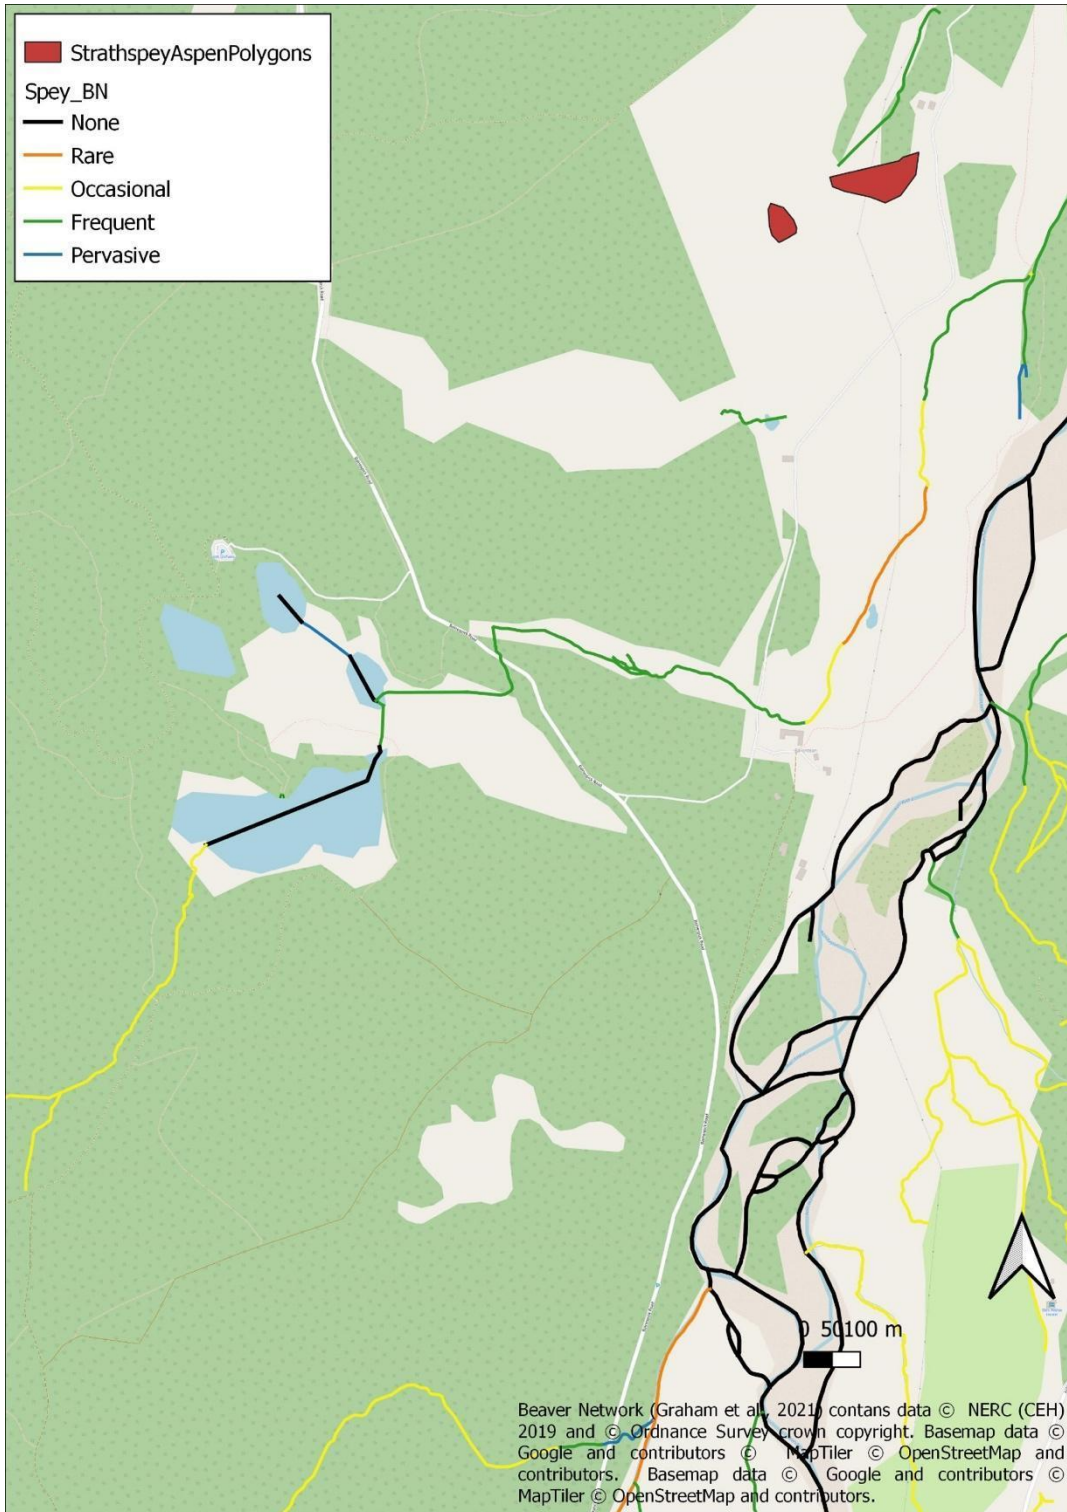 StrathspeyAspenPolygons
Spey_BN
None
Rare
Occasional
Frequent
Pervasive
0 50100 m
Beaver Network (Graham et al., 2021) contans data © NERC (CEH)
2019 and © Ordnance Survey crown copyright. Basemap data ©
Google and contributors © MapTiler © OpenStreetMap and
contributors. Basemap data © Google and contributors ©
MapTiler © OpenStreetMap and contributors.